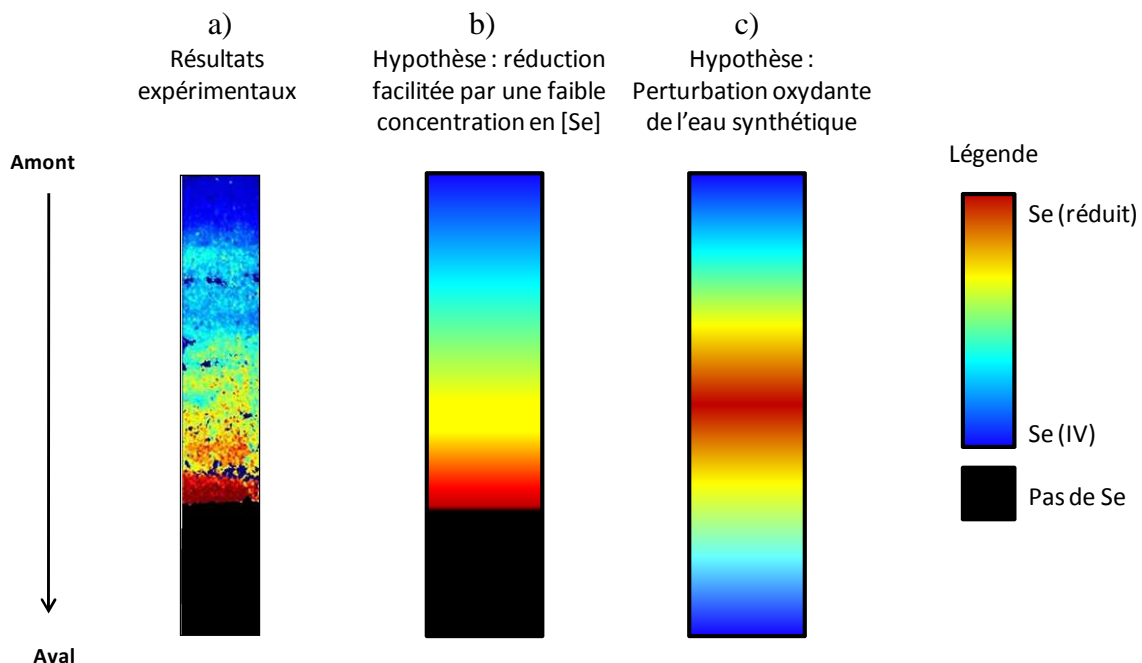 a)
Résultats
expérimentaux
b)
Hypothèse : réduction
facilitée par une faible
concentration en [Se]
c)
Hypothèse :
Perturbation oxydante
de l'eau synthétique
Amont
Aval
Légende
Se (réduit)
Se (IV)
Pas de Se